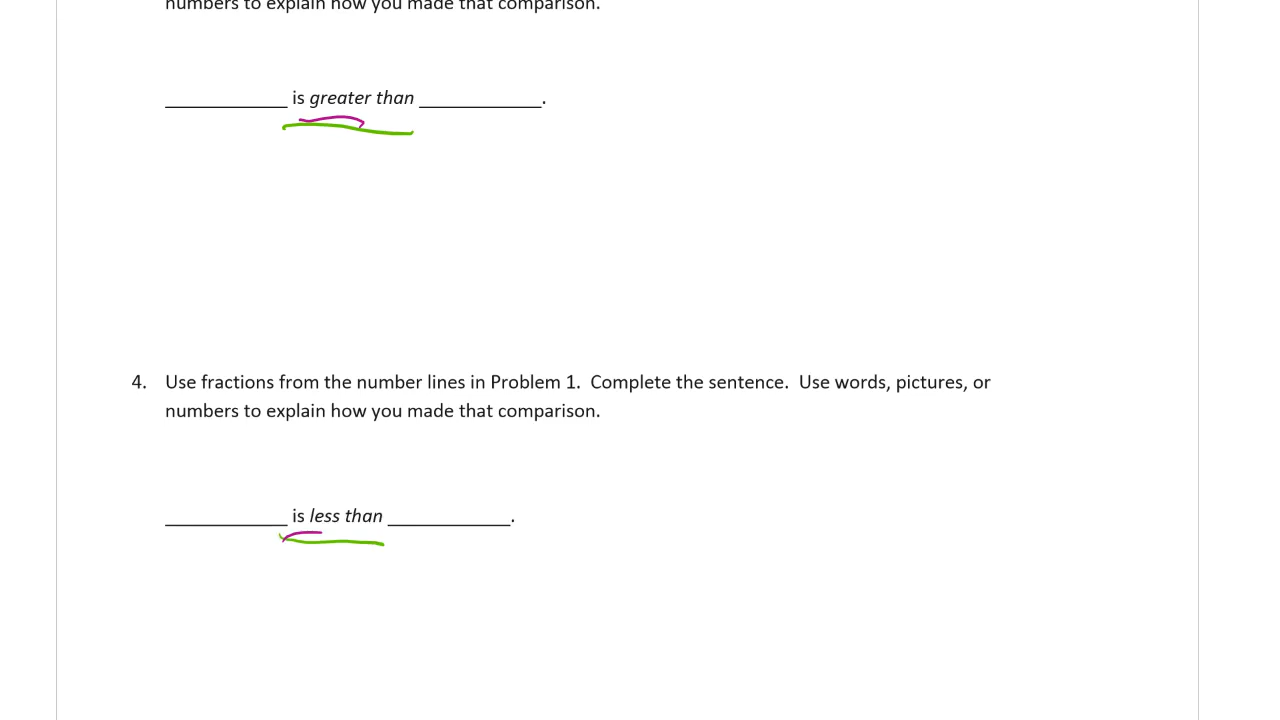 numbers to explain how you made that comparison.
____________ is greater than ____________.
4. Use fractions from the number lines in Problem 1. Complete the sentence. Use words, pictures, or
numbers to explain how you made that comparison.
____________ is less than ____________.